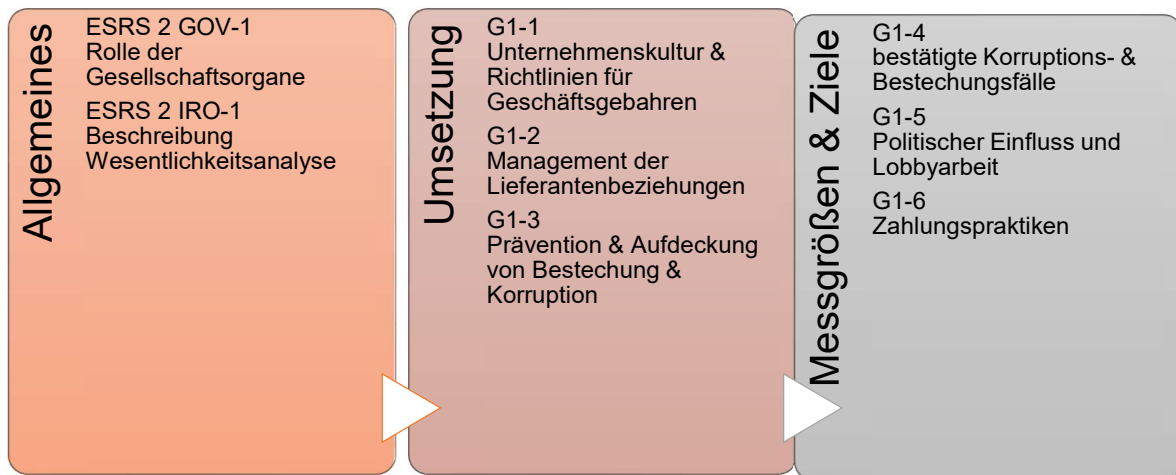 Allgemeines
ESRS 2 GOV-1
Rolle der
Gesellschaftsorgane
ESRS 2 IRO-1
Beschreibung
Wesentlichkeitsanalyse
Umsetzung
G1-1
Unternehmenskultur &
Richtlinien für
Geschäftsgebahren
G1-2
Management der
Lieferantenbeziehungen
G1-3
Prävention & Aufdeckung
von Bestechung &
Korruption
Messgrößen & Ziele
G1-4
bestätigte Korruptions- &
Bestechungsfälle
G1-5
Politischer Einfluss und
Lobbyarbeit
G1-6
Zahlungspraktiken